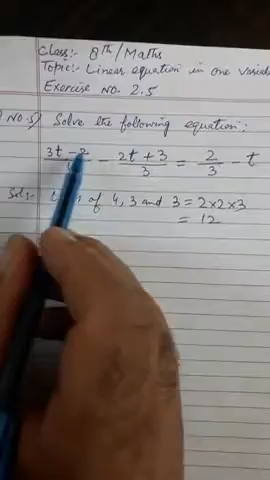 Class:- 8th/Maths
Topic:- Linear equation in one variab
Exercise NO. 2.5
NO.5) Solve the following equation:
3t - 2 / - 2t + 3 / 3 = 2 / 3 - t
Sol:- of 4, 3 and 3 = 2×2×3
= 12